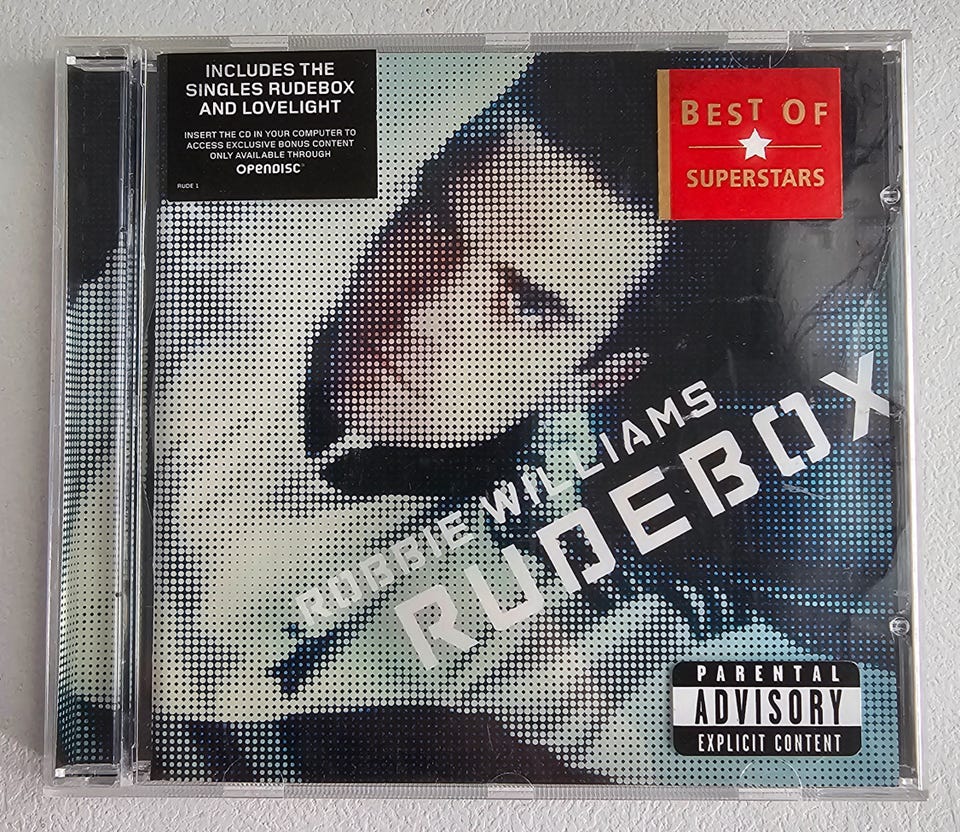 INCLUDES THE
SINGLES RUDEBOX
AND LOVELIGHT
INSERT THE CD IN YOUR COMPUTER TO
ACCESS EXCLUSIVE BONUS CONTENT
ONLY AVAILABLE THROUGH
OPENDISC
RUDE 1
BEST OF
SUPERSTARS
ROBBIE WILLIAMS
RUDEBOX
PARENTAL
ADVISORY
EXPLICIT CONTENT